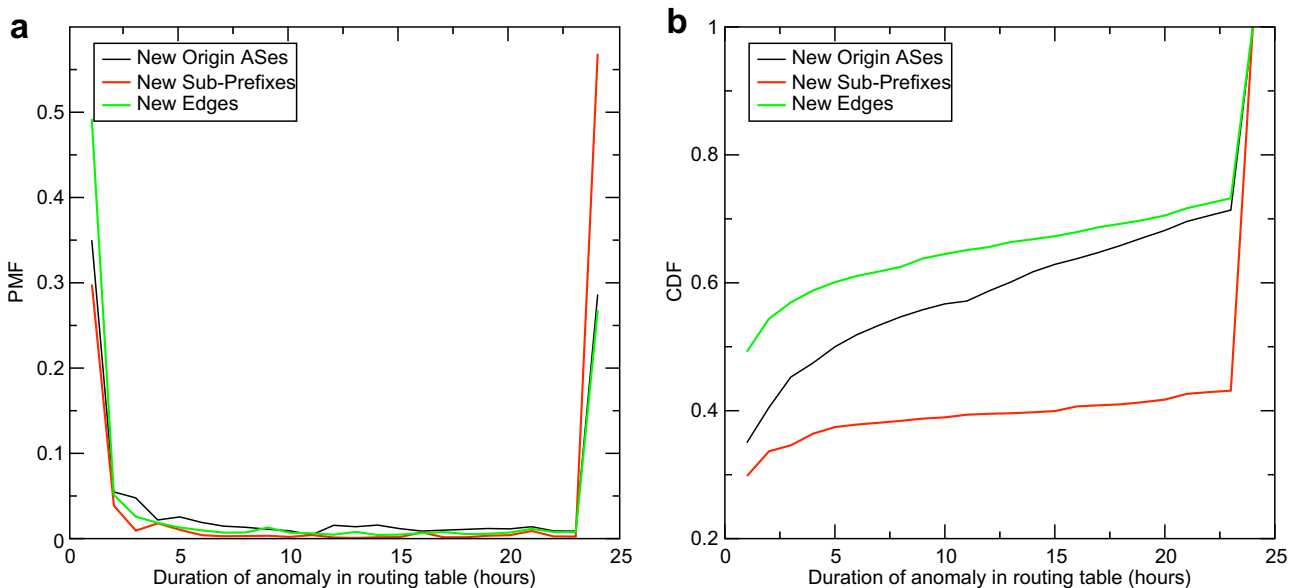 a
New Origin ASes
New Sub-Prefixes
New Edges
0.5
0.4
0.3
0.2
0.1
0
PMF
0
5
10
15
20
25
Duration of anomaly in routing table (hours)
b
New Origin ASes
New Sub-Prefixes
New Edges
1
0.8
0.6
0.4
0.2
CDF
0
5
10
15
20
25
Duration of anomaly in routing table (hours)